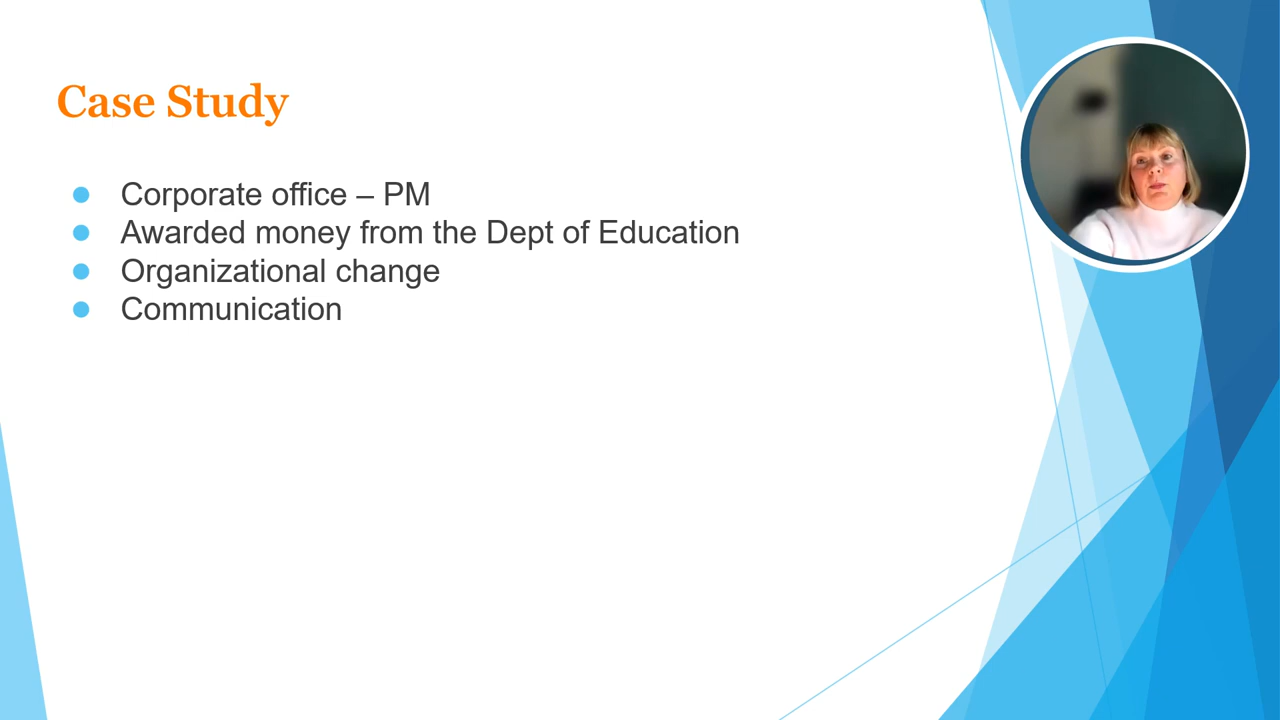 Case Study
Corporate office – PM
Awarded money from the Dept of Education
Organizational change
Communication